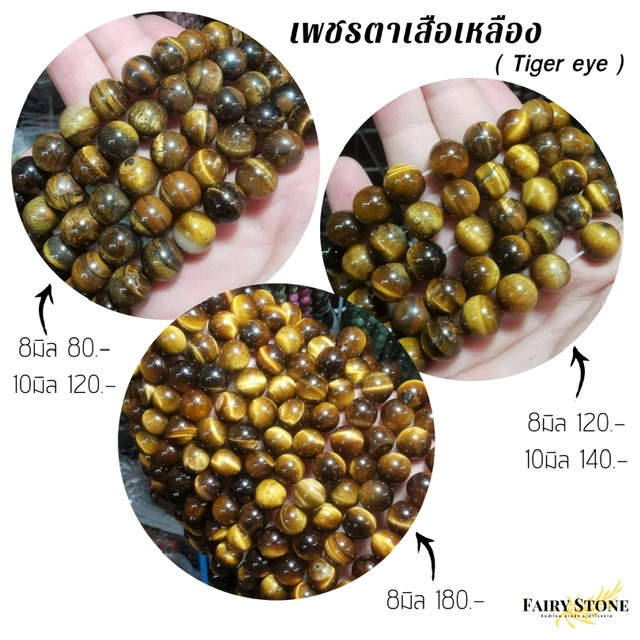 เพชรตาเสือเหลือง
( Tiger eye )
8มิล 80.-
10มิล 120.-
8มิล 120.-
10มิล 140.-
8มิล 180.-
FAIRY STONE